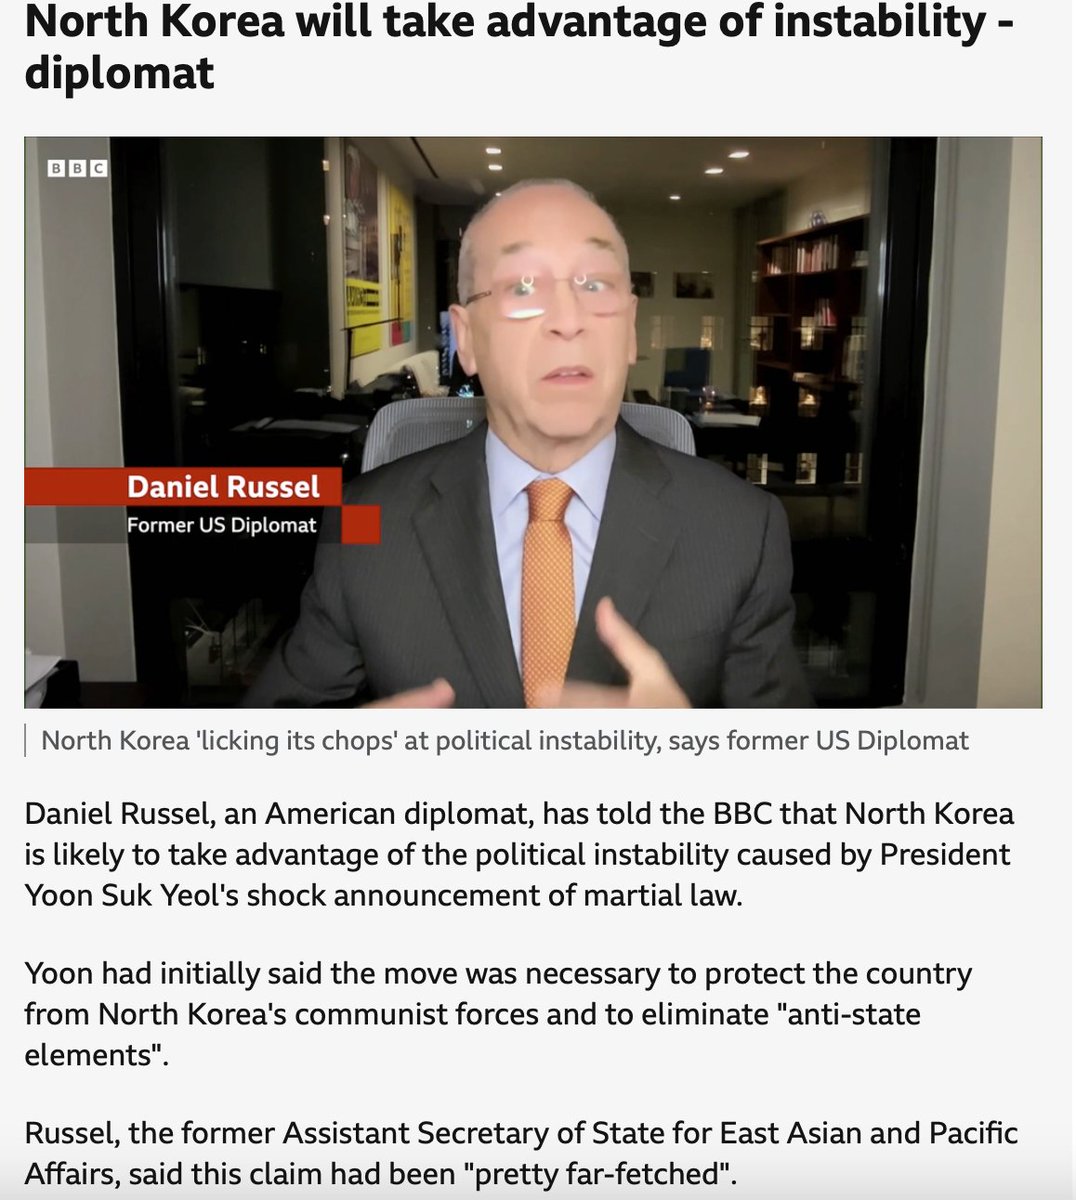 North Korea will take advantage of instability -
diplomat
BBC
Daniel Russel
Former US Diplomat
North Korea 'licking its chops' at political instability, says former US Diplomat
Daniel Russel, an American diplomat, has told the BBC that North Korea
is likely to take advantage of the political instability caused by President
Yoon Suk Yeol's shock announcement of martial law.
Yoon had initially said the move was necessary to protect the country
from North Korea's communist forces and to eliminate "anti-state
elements".
Russel, the former Assistant Secretary of State for East Asian and Pacific
Affairs, said this claim had been "pretty far-fetched".